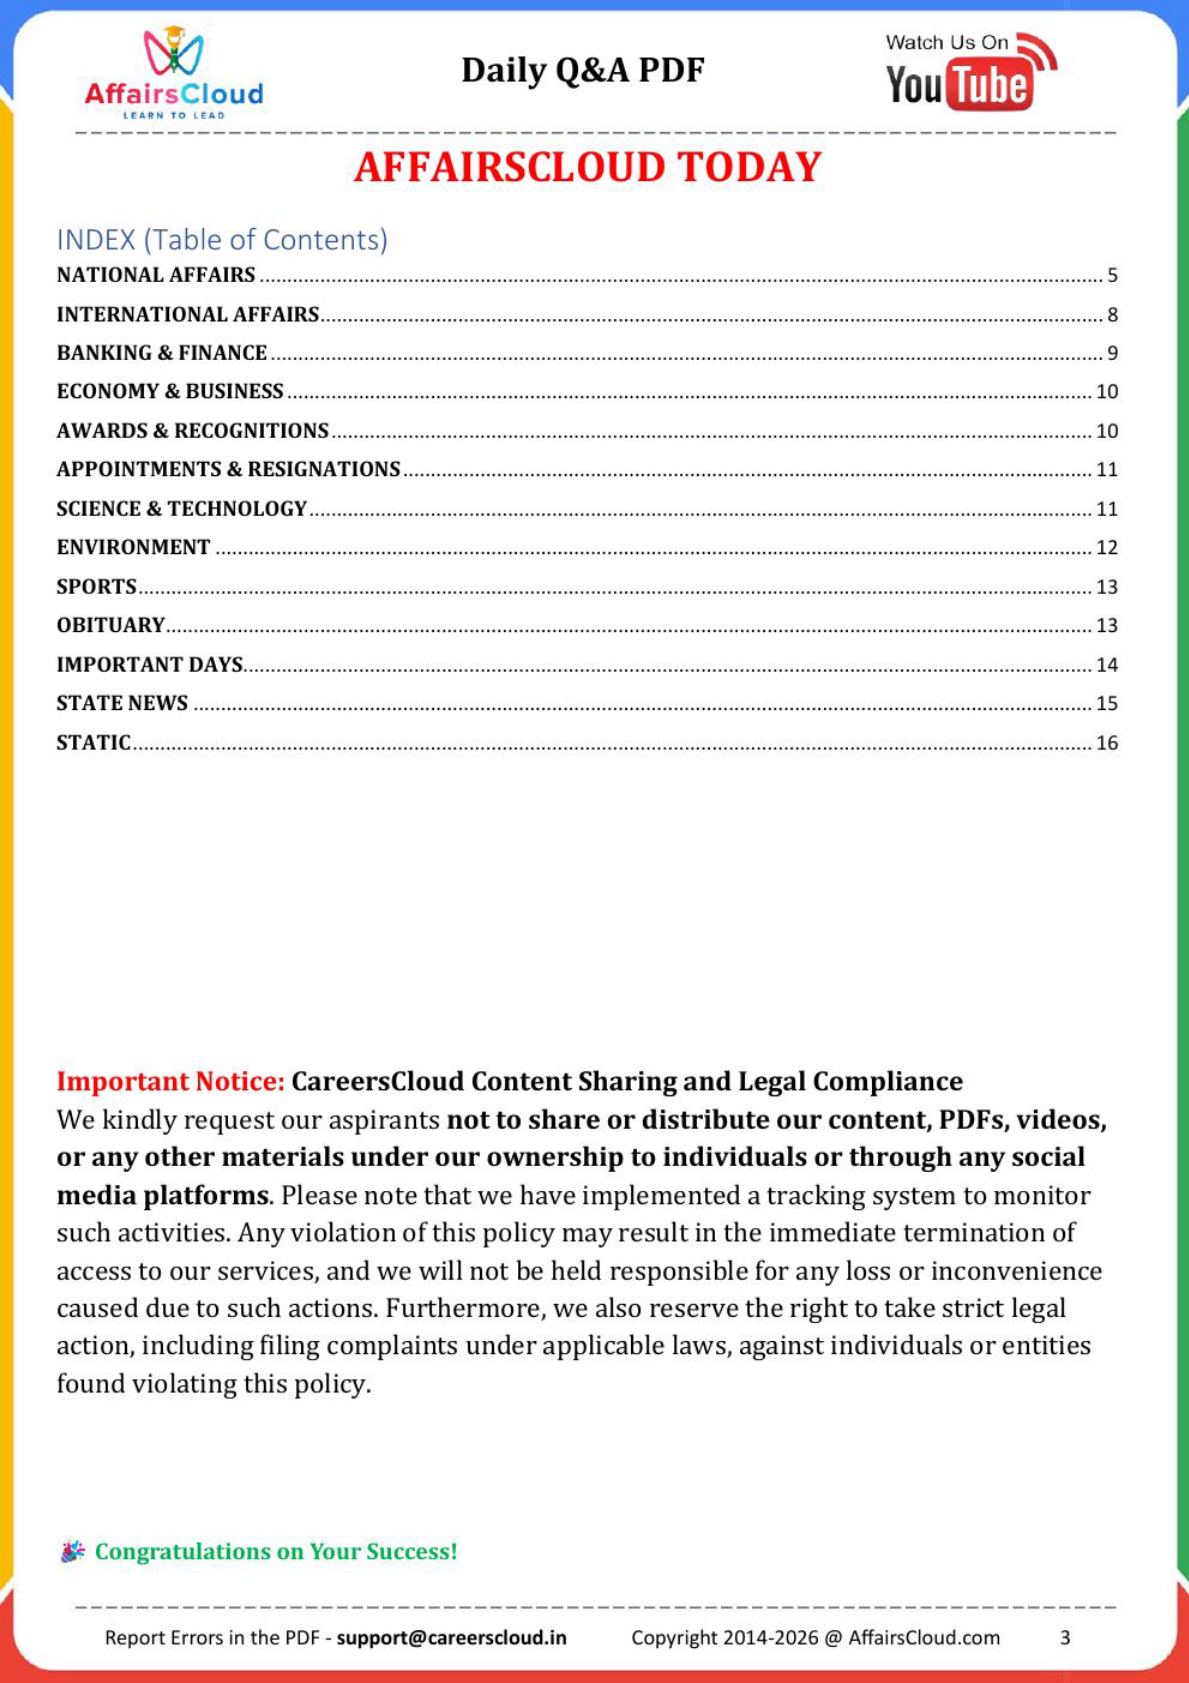 AffairsCloud
LEARN TO LEAD
Daily Q&A PDF
Watch Us On
YouTube
AFFAIRSCLOUD TODAY
INDEX (Table of Contents)
NATIONAL AFFAIRS ........ 5
INTERNATIONAL AFFAIRS ........ 8
BANKING & FINANCE ........ 9
ECONOMY & BUSINESS ........ 10
AWARDS & RECOGNITIONS ........ 10
APPOINTMENTS & RESIGNATIONS ........ 11
SCIENCE & TECHNOLOGY ........ 11
ENVIRONMENT ........ 12
SPORTS ........ 13
OBITUARY ........ 13
IMPORTANT DAYS ........ 14
STATE NEWS ........ 15
STATIC ........ 16
Important Notice: CareersCloud Content Sharing and Legal Compliance
We kindly request our aspirants not to share or distribute our content, PDFs, videos,
or any other materials under our ownership to individuals or through any social
media platforms. Please note that we have implemented a tracking system to monitor
such activities. Any violation of this policy may result in the immediate termination of
access to our services, and we will not be held responsible for any loss or inconvenience
caused due to such actions. Furthermore, we also reserve the right to take strict legal
action, including filing complaints under applicable laws, against individuals or entities
found violating this policy.
🎉 Congratulations on Your Success!
Report Errors in the PDF - support@careerscloud.in Copyright 2014-2026 @ AffairsCloud.com 3